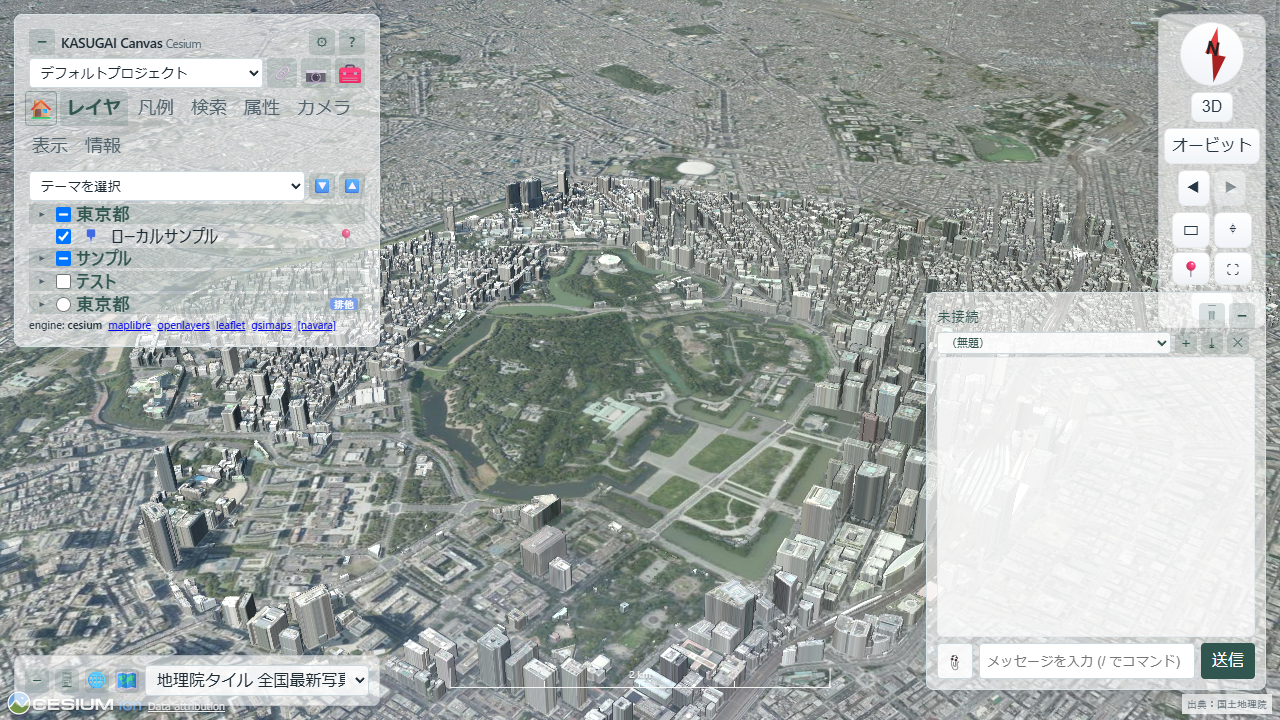 − KASUGAI Canvas Cesium ⚙ ?
デフォルトプロジェクト
レイヤ 凡例 検索 属性 カメラ
表示 情報
テーマを選択
東京都
ローカルサンプル
サンプル
テスト
東京都 排他
engine: cesium maplibre openlayers leaflet gsimaps [navara]
N
3D
オービット
未接続
（無題）
メッセージを入力 (/ でコマンド)
送信
地理院タイル 全国最新写真
CESIUM ion Data attribution
出典：国土地理院